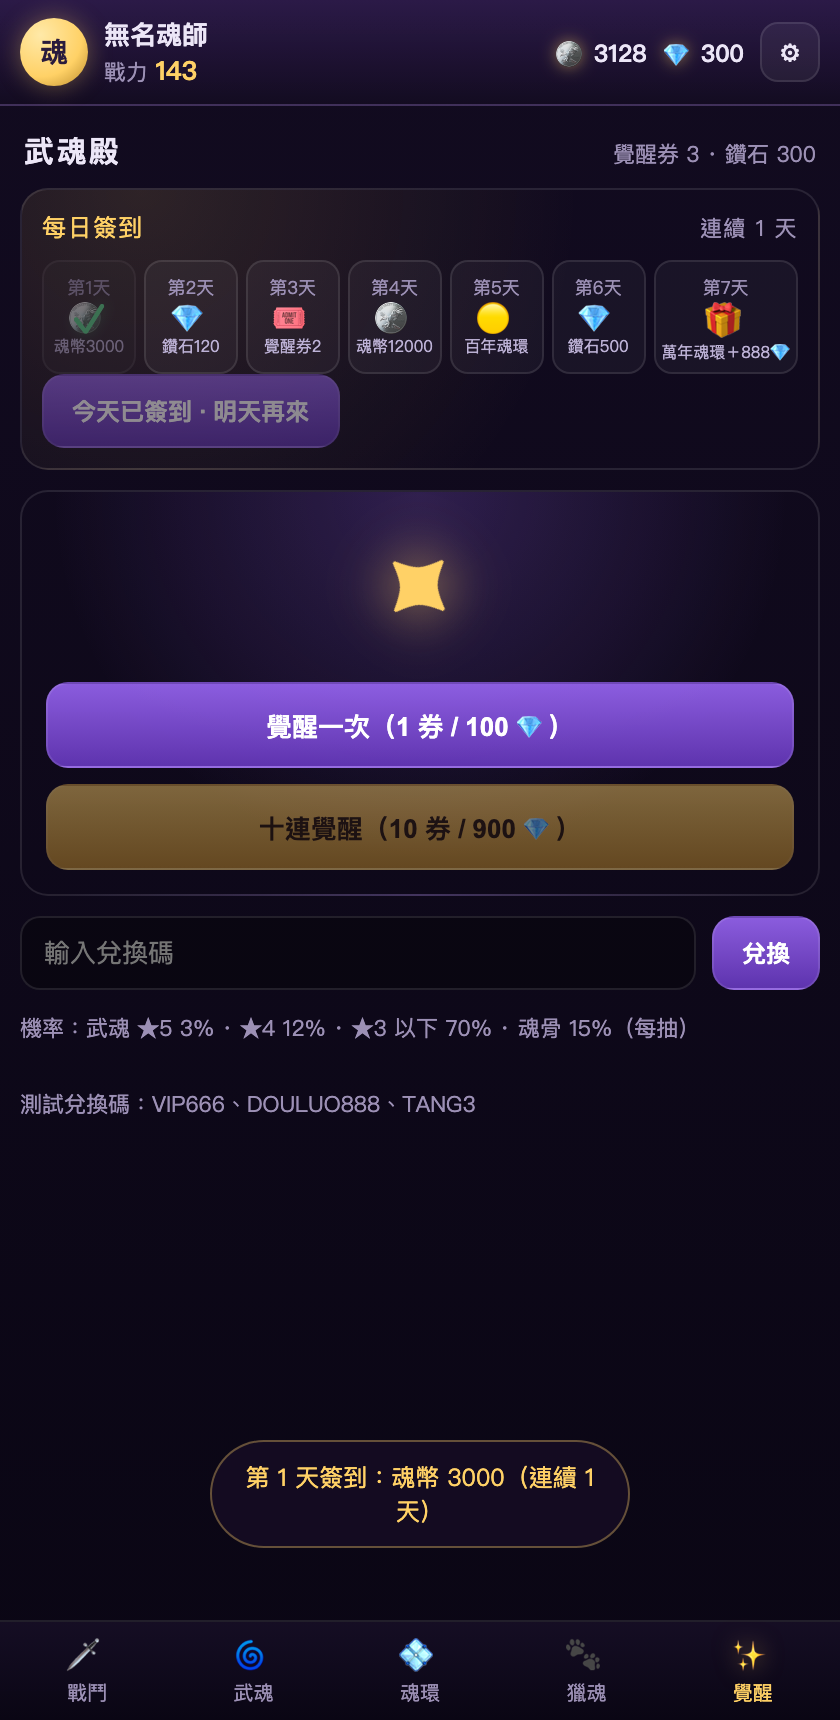 魂 無名魂師
戰力 143
3128 300
武魂殿 覺醒券 3 · 鑽石 300
每日簽到 連續 1 天
第1天 第2天 第3天 第4天 第5天 第6天 第7天
ADMIT ONE
魂幣3000 鑽石120 覺醒券2 魂幣12000 百年魂環 鑽石500 萬年魂環+888💎
今天已簽到 · 明天再來
覺醒一次（1 券 / 100 💎 ）
十連覺醒（10 券 / 900 💎 ）
輸入兌換碼 兌換
機率：武魂 ★5 3% · ★4 12% · ★3 以下 70% · 魂骨 15%（每抽）
測試兌換碼：VIP666、DOULUO888、TANG3
第 1 天簽到：魂幣 3000（連續 1
天）
戰鬥 武魂 魂環 獵魂 覺醒